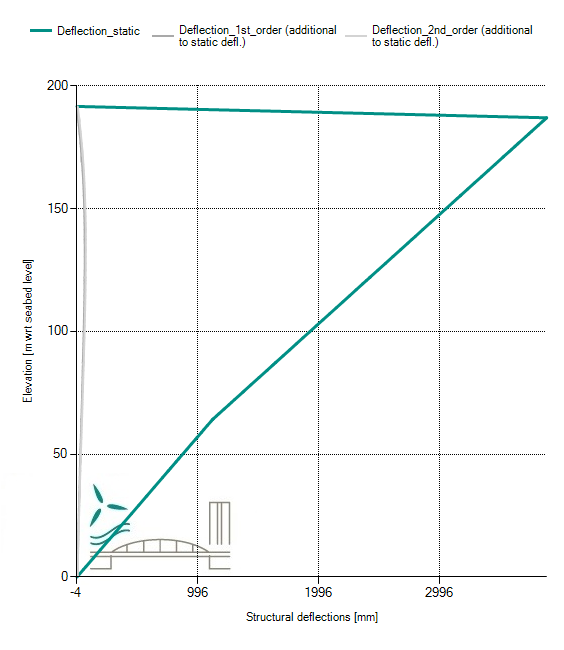 Deflection_static
Deflection_1st_order (additional
to static defl.)
Deflection_2nd_order (additional
to static defl.)
200
150
100
50
0
Elevation [m wrt seabed level]
-4
996
1996
2996
Structural deflections [mm]